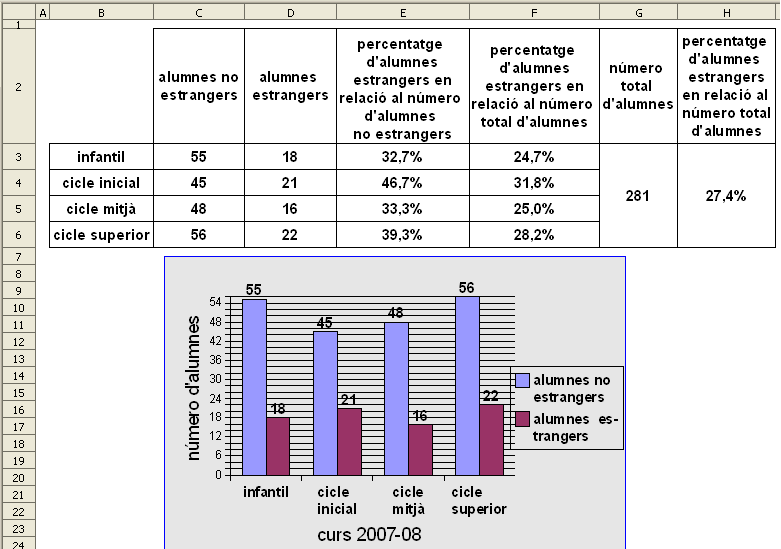 A B C D E F G H
1
2
alumnes no
estrangers
alumnes
estrangers
percentatge
d'alumnes
estrangers en
relació al número
d'alumnes
no estrangers
percentatge
d'alumnes
estrangers en
relació al número
total d'alumnes
número
total
d'alumnes
percentatge
d'alumnes
estrangers
en relació al
número total
d'alumnes
3 infantil 55 18 32,7% 24,7%
4 cicle inicial 45 21 46,7% 31,8%
281 27,4%
5 cicle mitjà 48 16 33,3% 25,0%
6 cicle superior 56 22 39,3% 28,2%
7
8
9
10
11
12
13
14
15
16
17
18
19
20
21
22
23
24
número d'alumnes
54
48
42
36
30
24
18
12
6
0
55
18
45
21
48
16
56
22
infantil
cicle
inicial
cicle
mitjà
cicle
superior
curs 2007-08
alumnes no
estrangers
alumnes es-
trangers